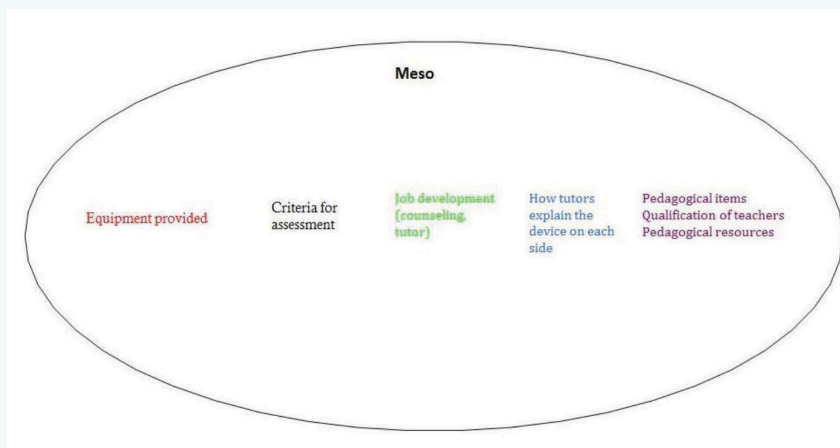 Meso
Equipment provided
Criteria for
assessment
Job development
(counseling,
tutor)
How tutors
explain the
device on each
side
Pedagogical items
Qualification of teachers
Pedagogical resources